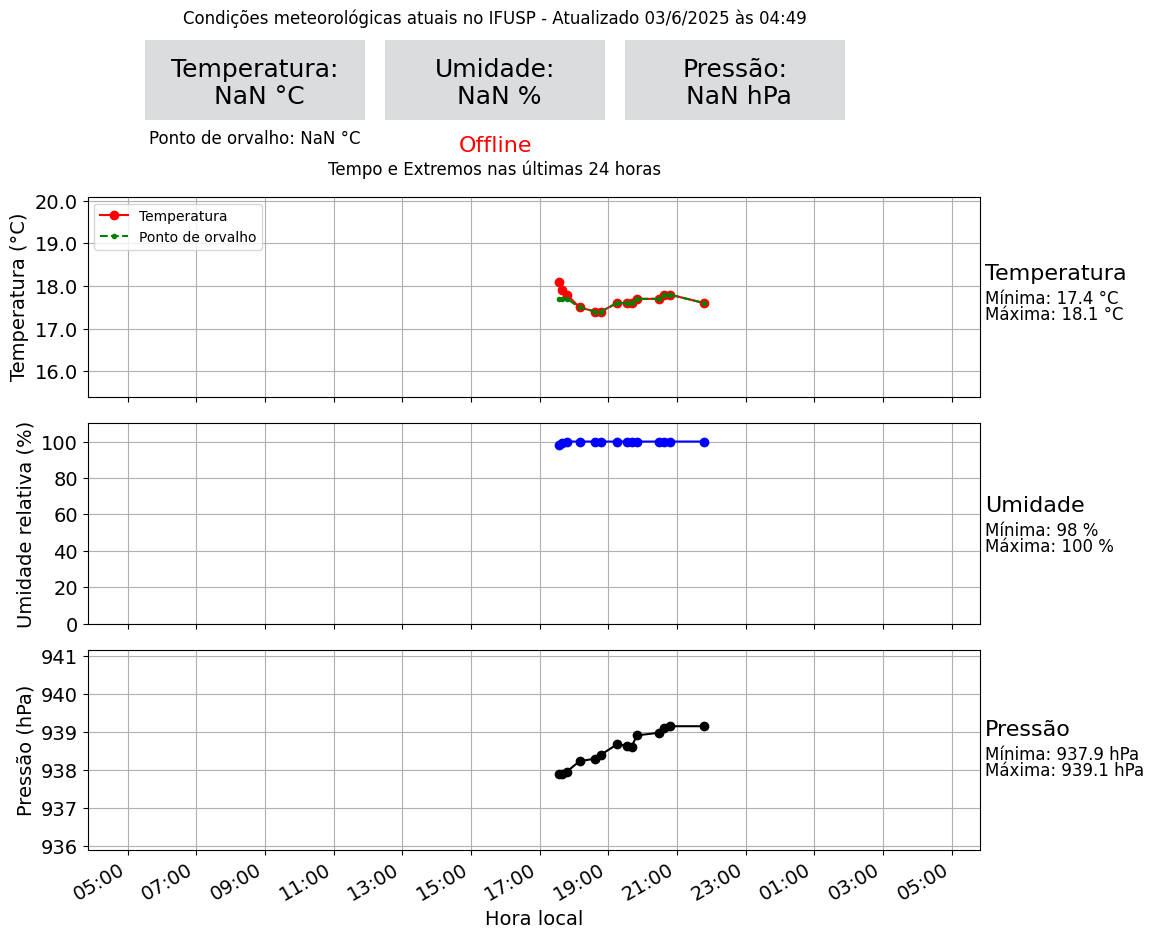 Condições meteorológicas atuais no IFUSP - Atualizado 03/6/2025 às 04:49
Temperatura:
NaN °C
Umidade:
NaN %
Pressão:
NaN hPa
Ponto de orvalho: NaN °C
Offline
Tempo e Extremos nas últimas 24 horas
Temperatura (°C)
20.0
19.0
18.0
17.0
16.0
Temperatura
Ponto de orvalho
Temperatura
Mínima: 17.4 °C
Máxima: 18.1 °C
Umidade relativa (%)
100
80
60
40
20
0
Umidade
Mínima: 98 %
Máxima: 100 %
Pressão (hPa)
941
940
939
938
937
936
Pressão
Mínima: 937.9 hPa
Máxima: 939.1 hPa
05:00 07:00 09:00 11:00 13:00 15:00 17:00 19:00 21:00 23:00 01:00 03:00 05:00
Hora local